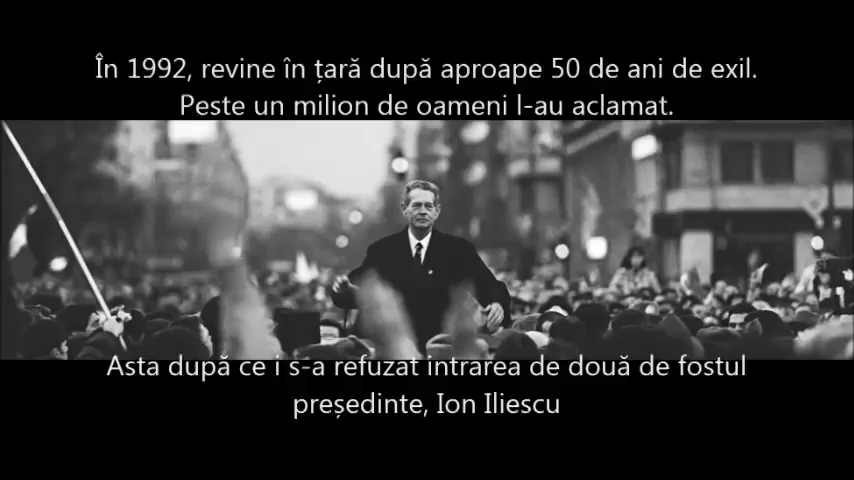 În 1992, revine în țară după aproape 50 de ani de exil.
Peste un milion de oameni l-au aclamat.
Asta după ce i s-a refuzat intrarea de două de fostul
președinte, Ion Iliescu